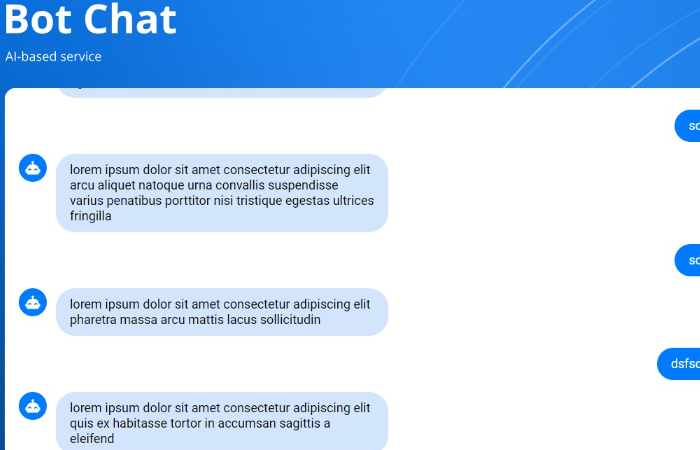 Bot Chat
AI-based service
lorem ipsum dolor sit amet consectetur adipiscing elit
arcu aliquet natoque urna convallis suspendisse
varius penatibus porttitor nisi tristique egestas ultrices
fringilla
lorem ipsum dolor sit amet consectetur adipiscing elit
pharetra massa arcu mattis lacus sollicitudin
lorem ipsum dolor sit amet consectetur adipiscing elit
quis ex habitasse tortor in accumsan sagittis a
eleifend